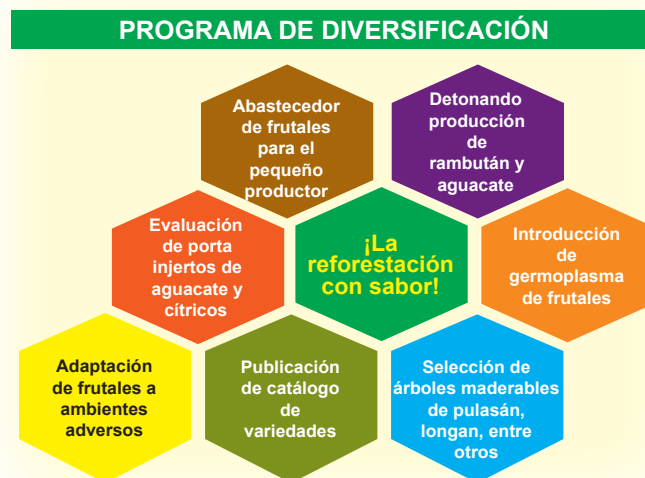 PROGRAMA DE DIVERSIFICACIÓN
Abastecedor
de frutales
para el
pequeño
productor
Detonando
producción
de
rambután y
aguacate
Evaluación
de porta
injertos de
aguacate y
cítricos
¡La
reforestación
con sabor!
Introducción
de
germoplasma
de frutales
Adaptación
de frutales a
ambientes
adversos
Publicación
de catálogo
de
variedades
Selección de
árboles maderables
de pulasán,
longan, entre
otros